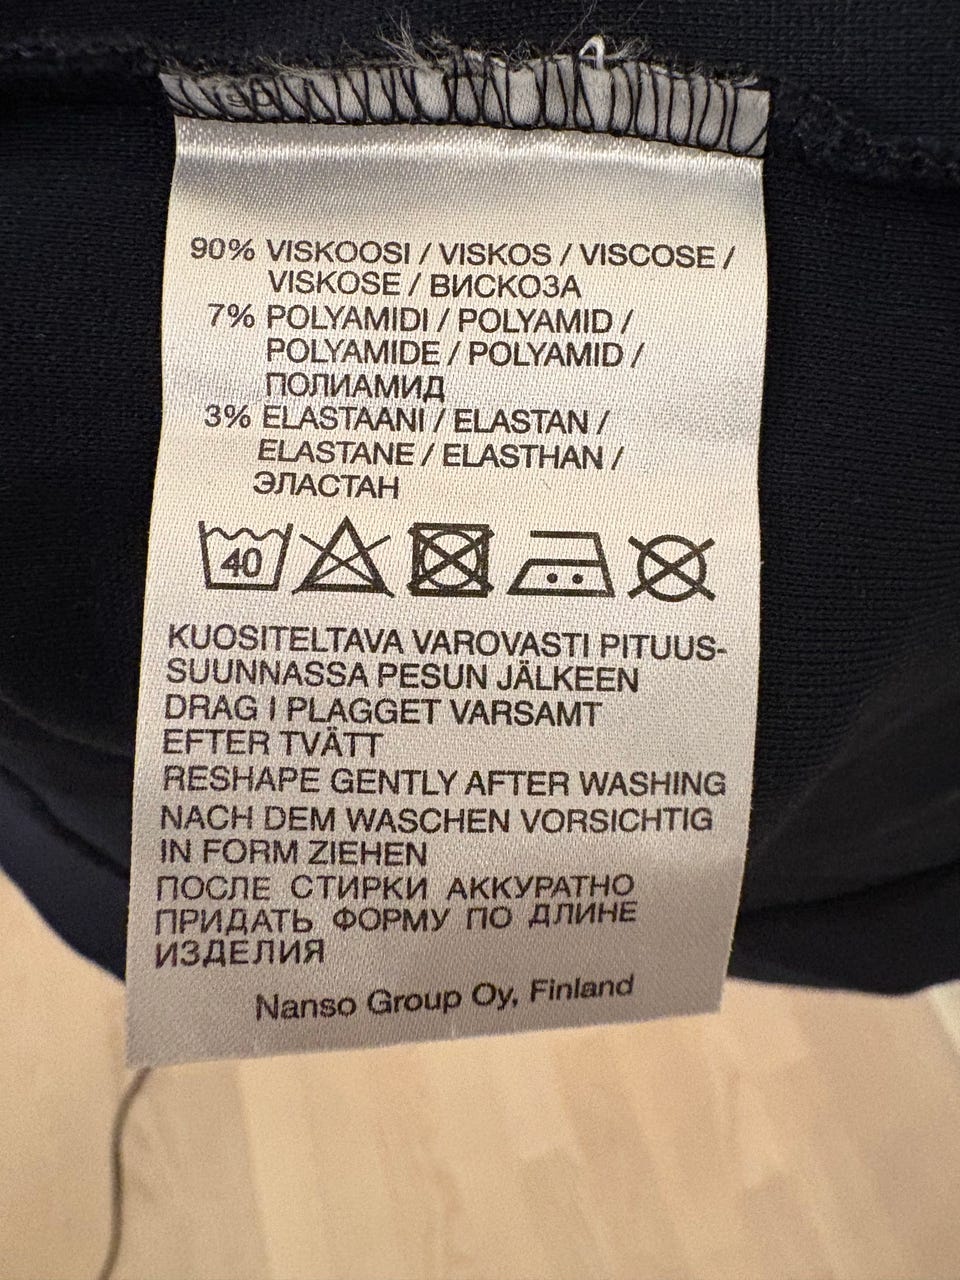 90% VISKOOSI / VISKOS / VISCOSE /
VISKOSE / ВИСКОЗА
7% POLYAMIDI / POLYAMID /
POLYAMIDE / POLYAMID /
ПОЛИАМИД
3% ELASTAANI / ELASTAN /
ELASTANE / ELASTHAN /
ЭЛАСТАН
40
KUOSITELTAVA VAROVASTI PITUUS-
SUUNNASSA PESUN JÄLKEEN
DRAG I PLAGGET VARSAMT
EFTER TVÄTT
RESHAPE GENTLY AFTER WASHING
NACH DEM WASCHEN VORSICHTIG
IN FORM ZIEHEN
ПОСЛЕ СТИРКИ АККУРАТНО
ПРИДАТЬ ФОРМУ ПО ДЛИНЕ
ИЗДЕЛИЯ
Nanso Group Oy, Finland